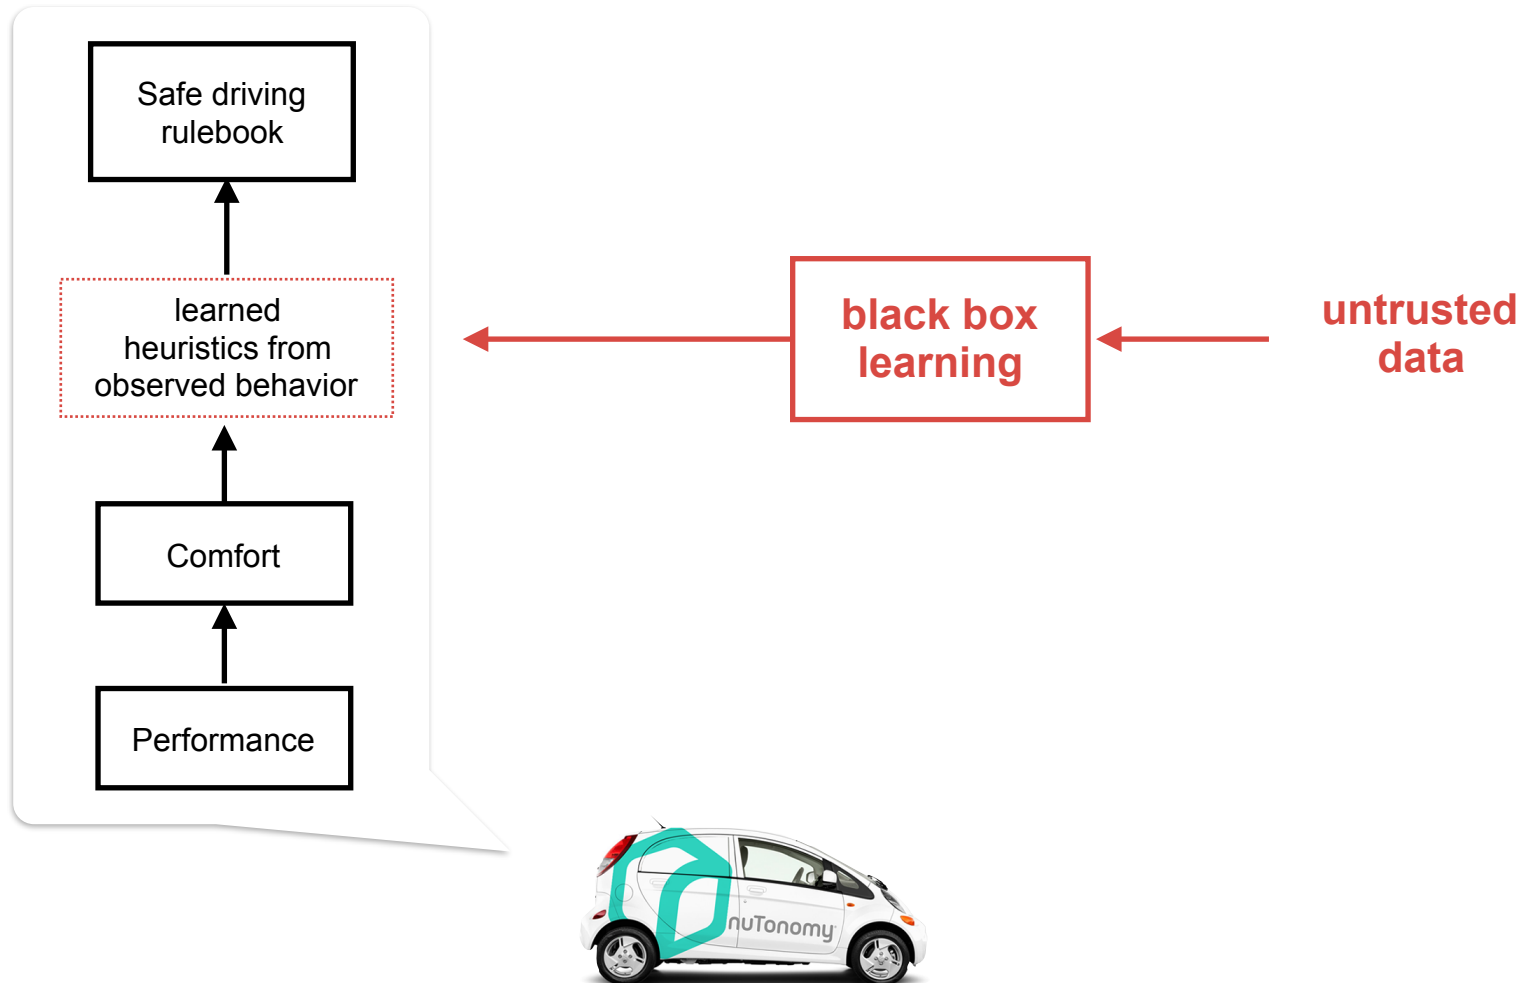 Safe driving
rulebook
learned
heuristics from
observed behavior
Comfort
Performance
black box
learning
untrusted
data
nuTonomy